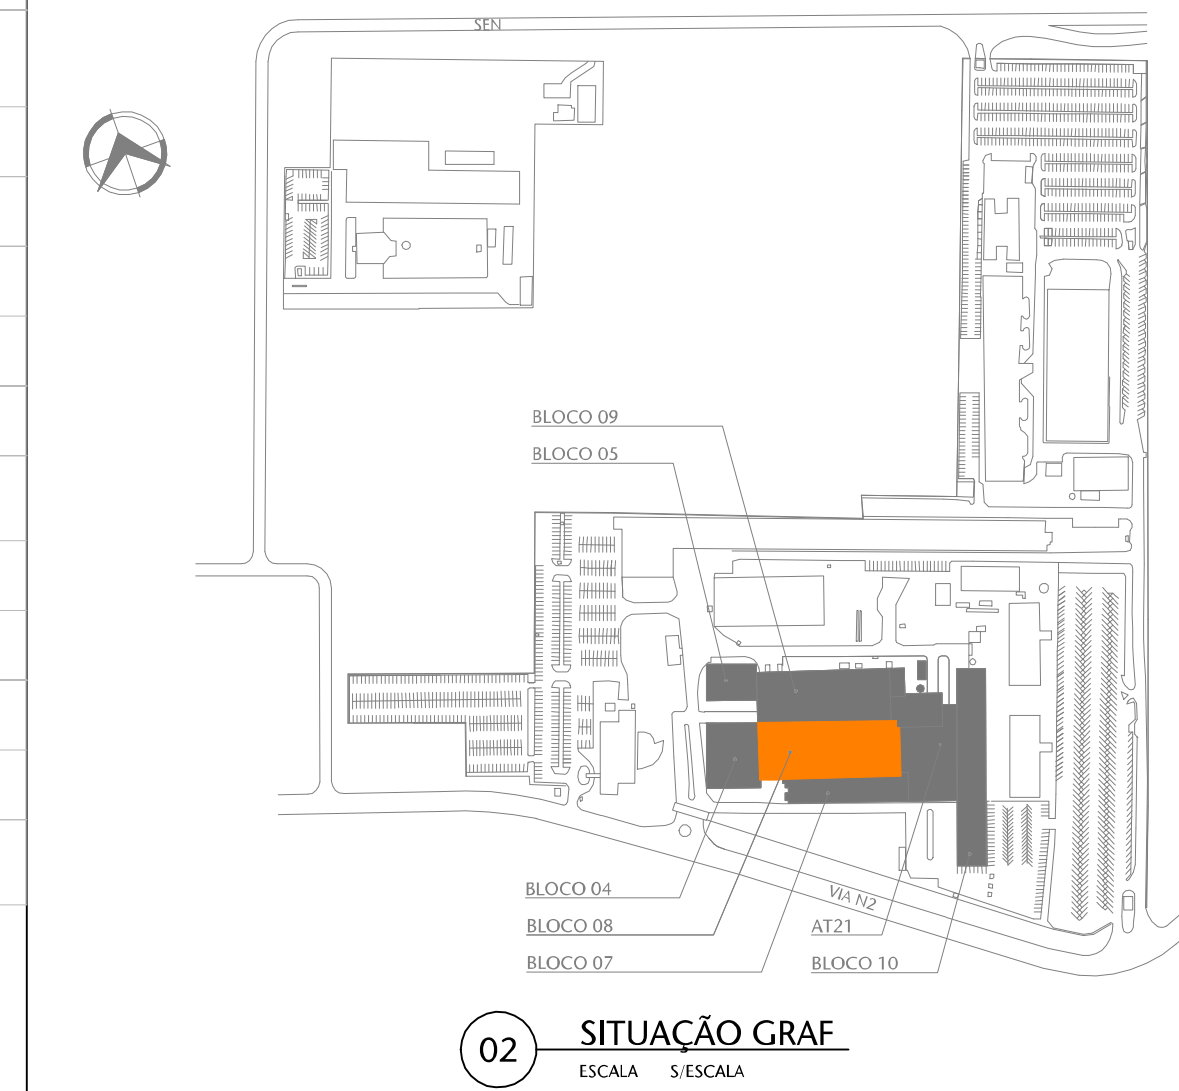 SEN
BLOCO 09
BLOCO 05
BLOCO 04
BLOCO 08
BLOCO 07
VIA N2
AT21
BLOCO 10
02
SITUAÇÃO GRAF
ESCALA S/ESCALA